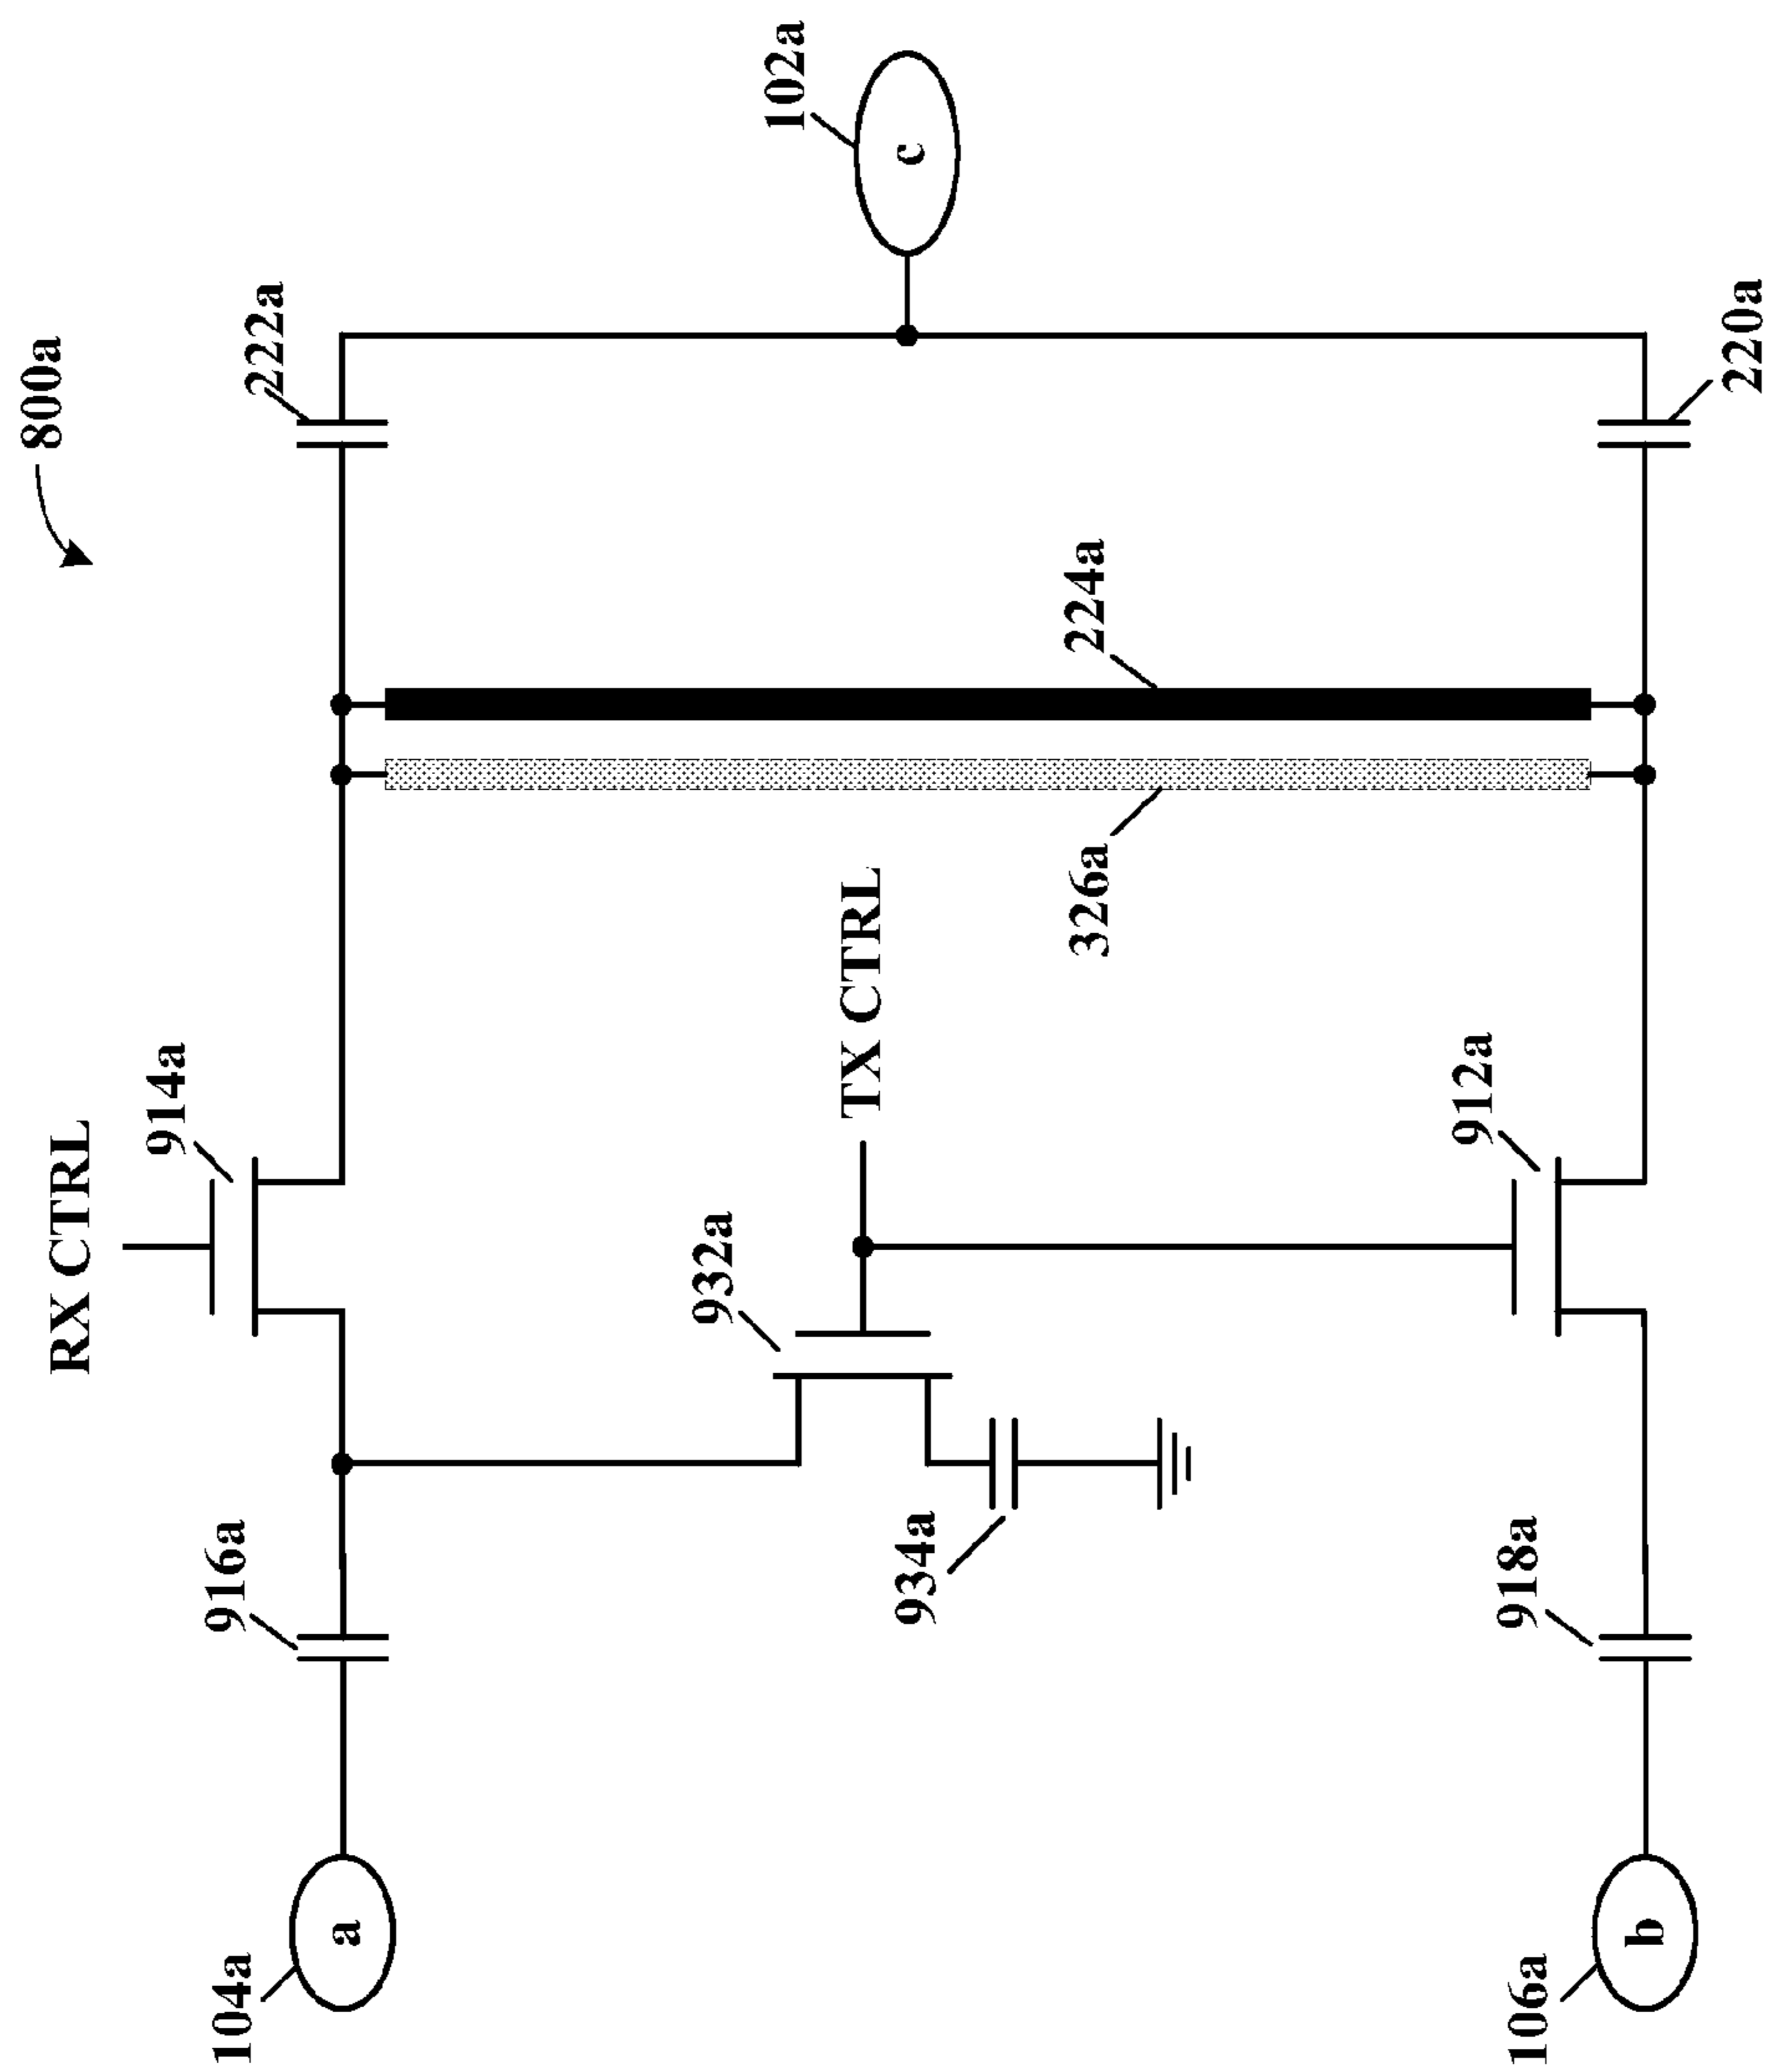 800a
102a
c
222a
220a
224a
326a
TX CTRL
RX CTRL
914a
912a
932a
934a
916a
918a
a
104a
b
106a